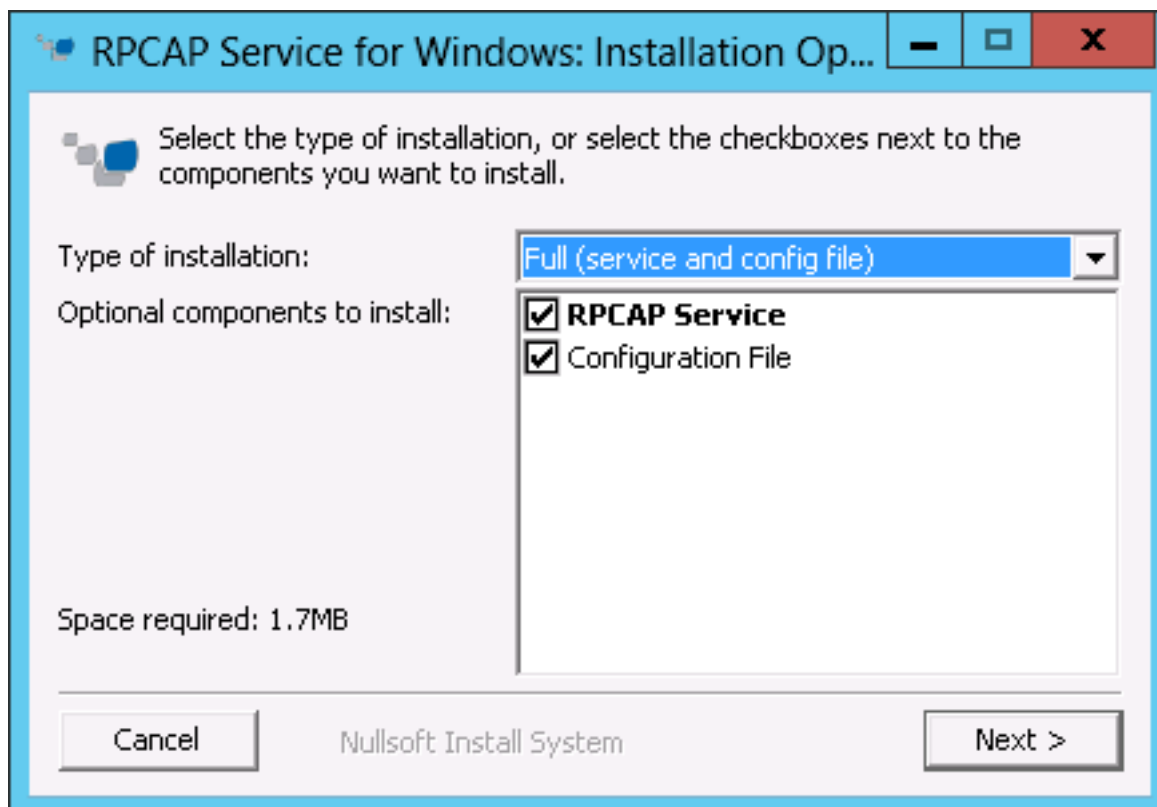 RPCAP Service for Windows: Installation Op...
Select the type of installation, or select the checkboxes next to the
components you want to install.
Type of installation:
Full (service and config file)
Optional components to install:
RPCAP Service
Configuration File
Space required: 1.7MB
Cancel
Nullsoft Install System
Next >